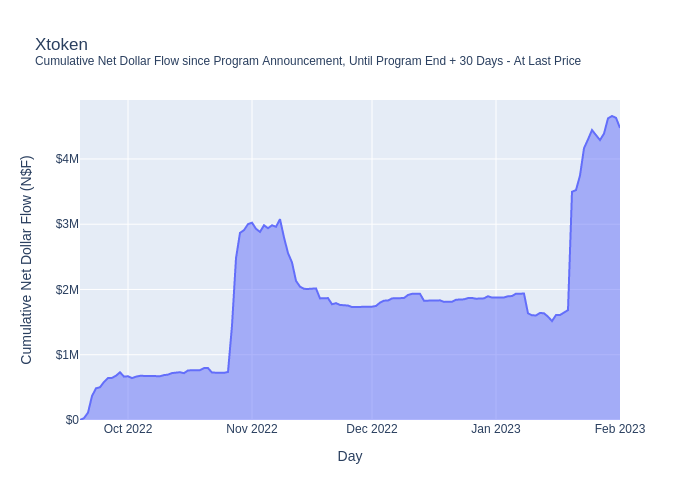 Xtoken
Cumulative Net Dollar Flow since Program Announcement, Until Program End + 30 Days - At Last Price
Cumulative Net Dollar Flow (N$F)
$4M
$3M
$2M
$1M
$0
Oct 2022
Nov 2022
Dec 2022
Jan 2023
Feb 2023
Day